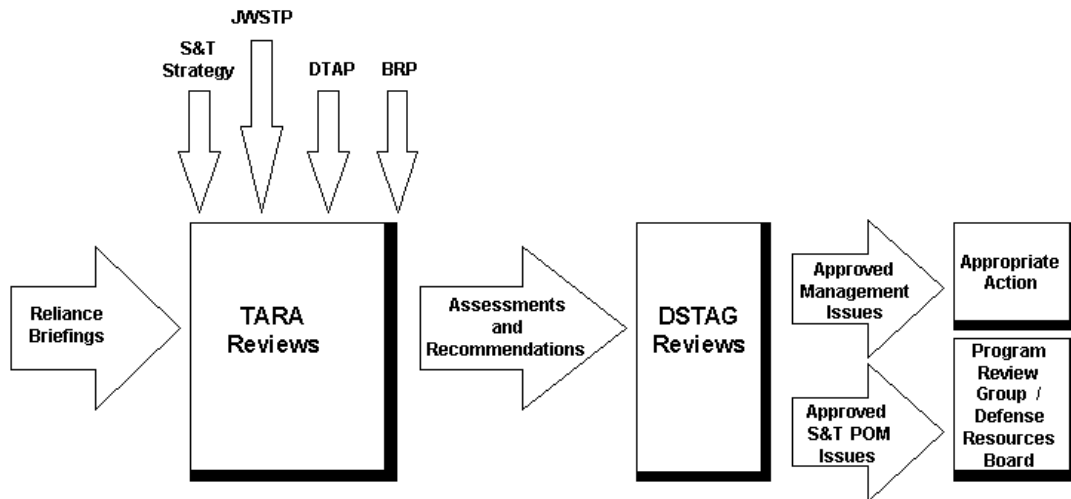 JWSTP
S&T
Strategy
DTAP
BRP
Reliance
Briefings
TARA
Reviews
Assessments
and
Recommendations
DSTAG
Reviews
Approved
Management
Issues
Appropriate
Action
Approved
S&T POM
Issues
Program
Review
Group /
Defense
Resources
Board